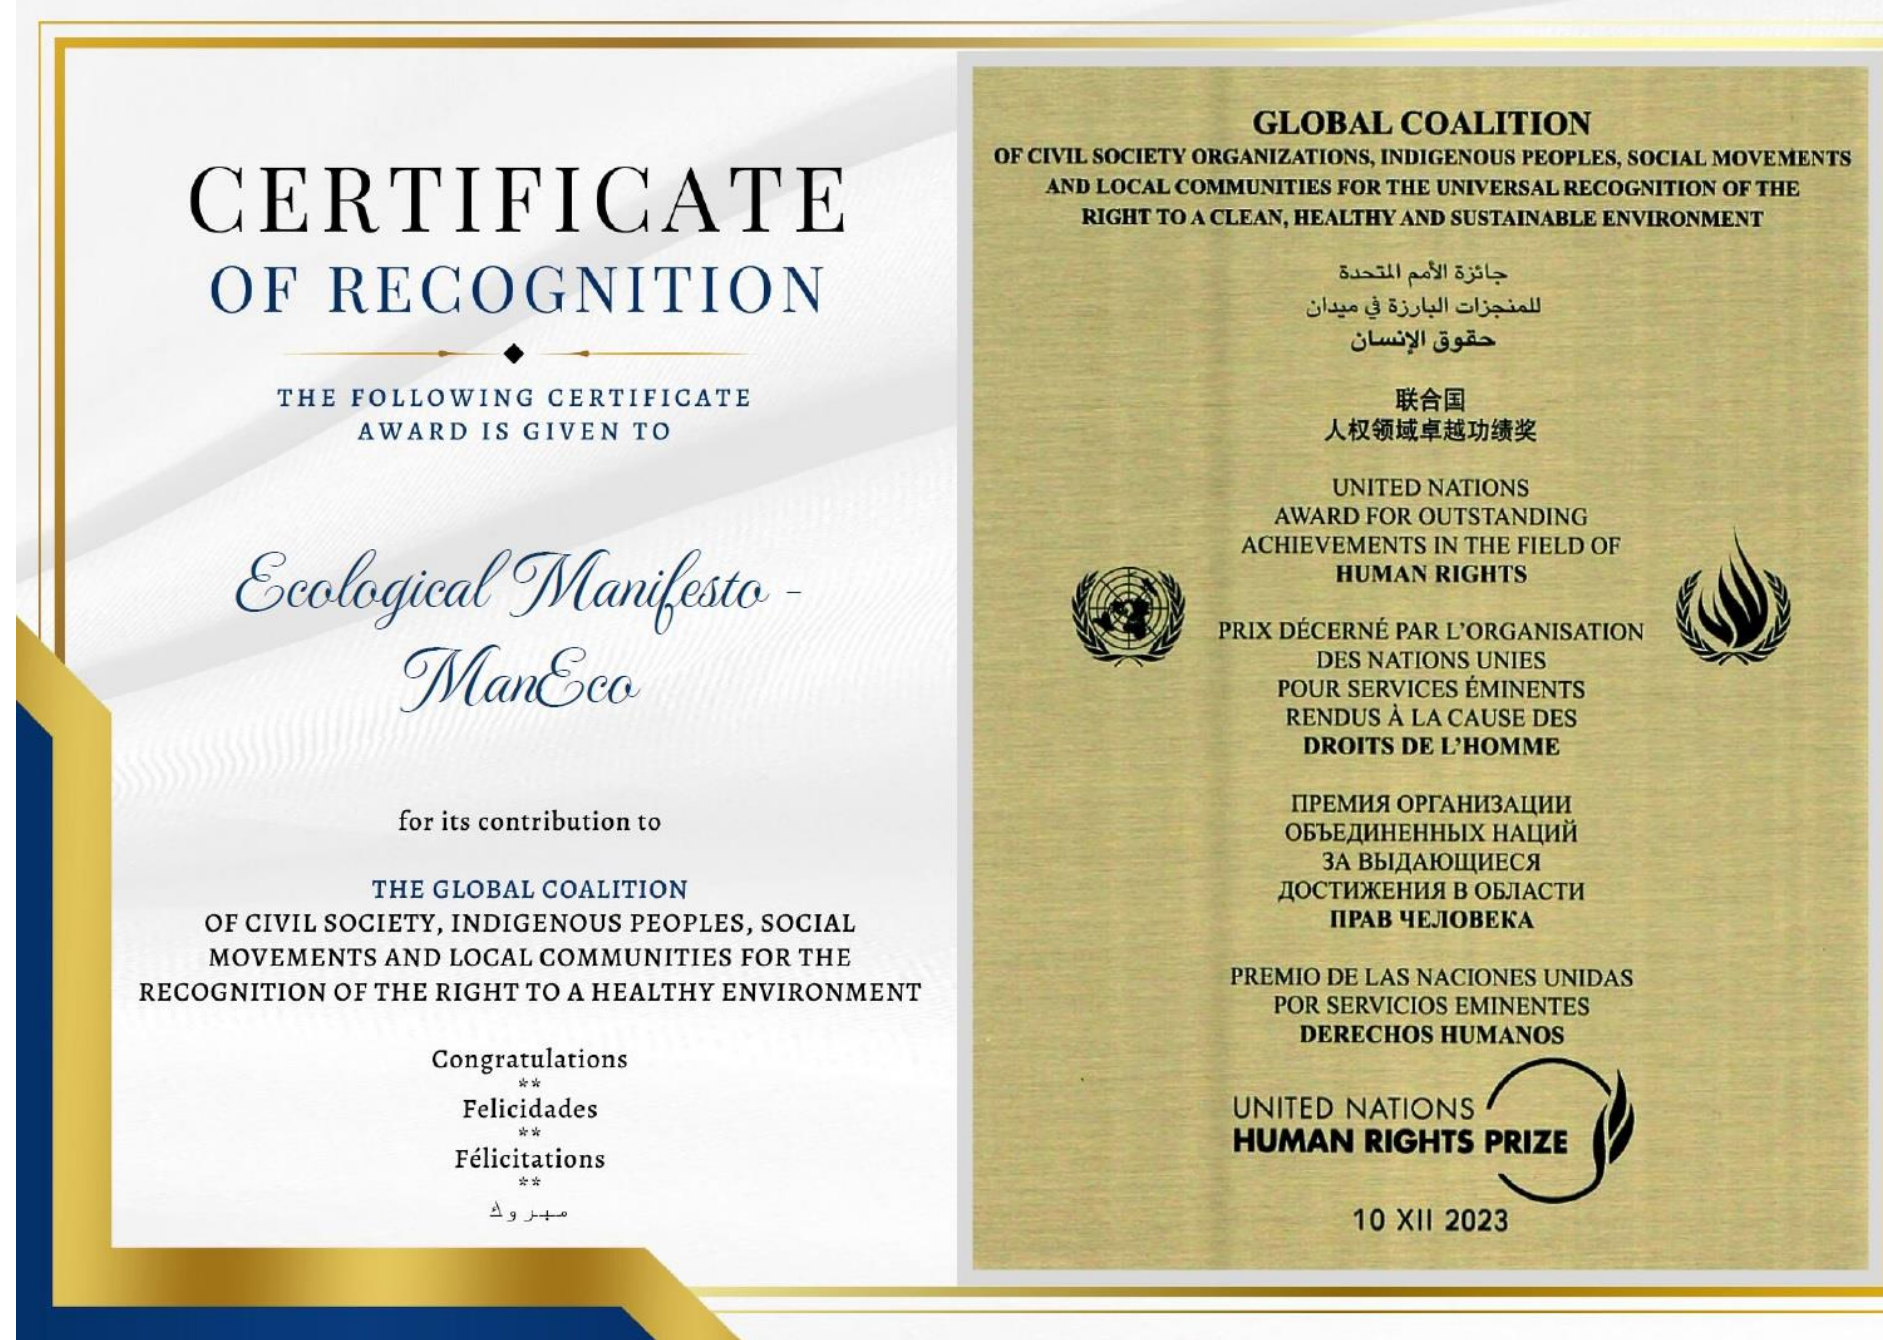 CERTIFICATE
OF RECOGNITION
THE FOLLOWING CERTIFICATE
AWARD IS GIVEN TO
Ecological Manifesto -
ManEco
for its contribution to
THE GLOBAL COALITION
OF CIVIL SOCIETY, INDIGENOUS PEOPLES, SOCIAL
MOVEMENTS AND LOCAL COMMUNITIES FOR THE
RECOGNITION OF THE RIGHT TO A HEALTHY ENVIRONMENT
Congratulations
**
Felicidades
**
Félicitations
**
مبروك
GLOBAL COALITION
OF CIVIL SOCIETY ORGANIZATIONS, INDIGENOUS PEOPLES, SOCIAL MOVEMENTS
AND LOCAL COMMUNITIES FOR THE UNIVERSAL RECOGNITION OF THE
RIGHT TO A CLEAN, HEALTHY AND SUSTAINABLE ENVIRONMENT
جائزة الأمم المتحدة
للمنجزات البارزة في ميدان
حقوق الإنسان
联合国
人权领域卓越功绩奖
UNITED NATIONS
AWARD FOR OUTSTANDING
ACHIEVEMENTS IN THE FIELD OF
HUMAN RIGHTS
PRIX DÉCERNÉ PAR L'ORGANISATION
DES NATIONS UNIES
POUR SERVICES ÉMINENTS
RENDUS À LA CAUSE DES
DROITS DE L'HOMME
ПРЕМИЯ ОРГАНИЗАЦИИ
ОБЪЕДИНЕННЫХ НАЦИЙ
ЗА ВЫДАЮЩИЕСЯ
ДОСТИЖЕНИЯ В ОБЛАСТИ
ПРАВ ЧЕЛОВЕКА
PREMIO DE LAS NACIONES UNIDAS
POR SERVICIOS EMINENTES
DERECHOS HUMANOS
UNITED NATIONS
HUMAN RIGHTS PRIZE
10 XII 2023